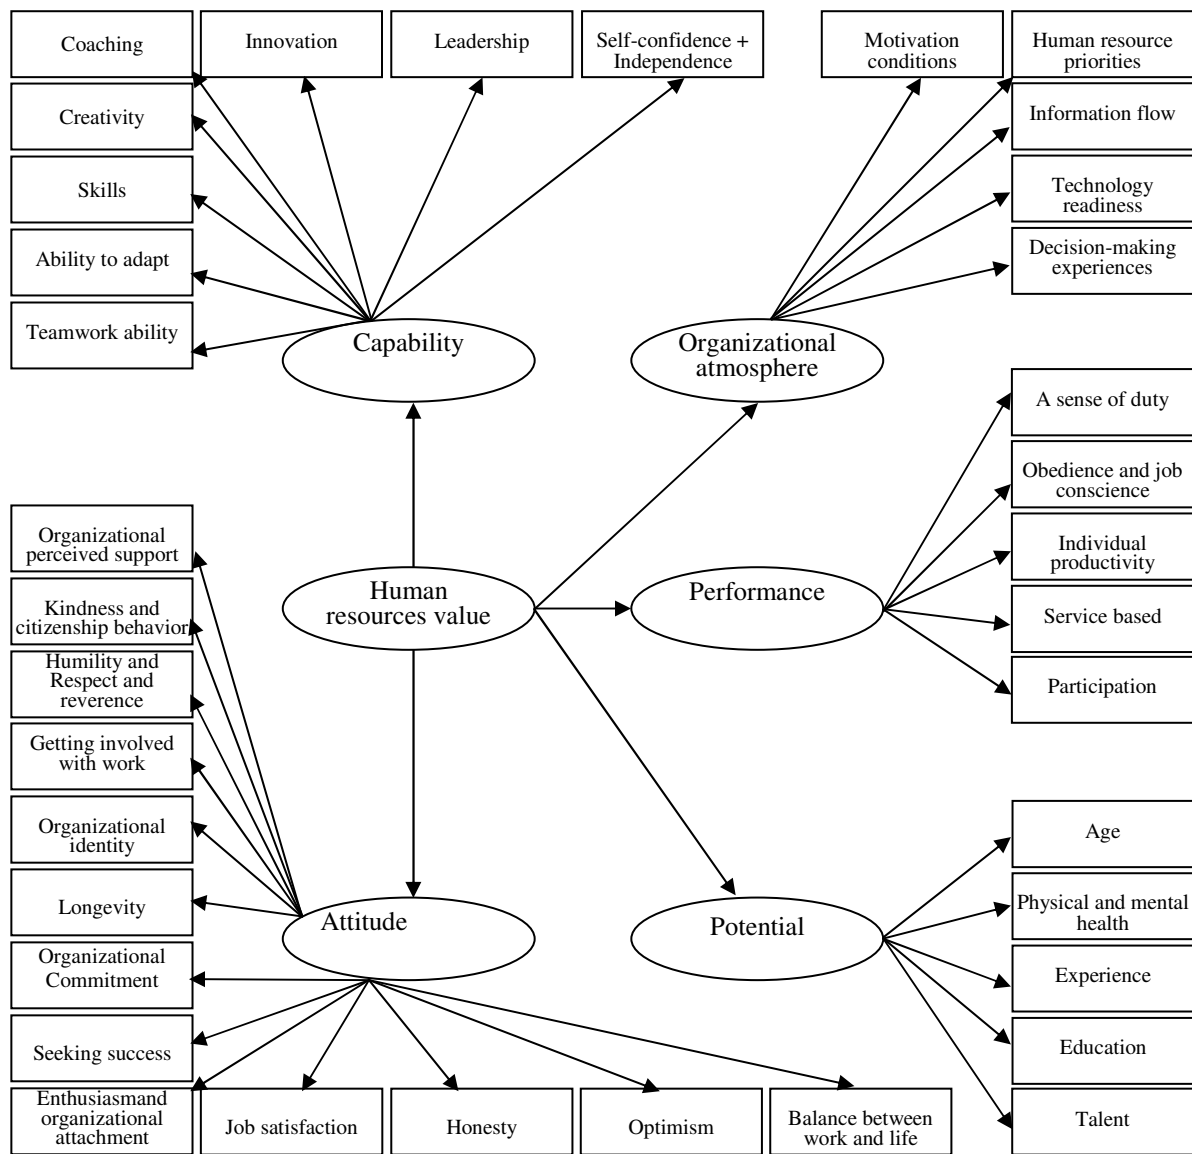 Coaching
Innovation
Leadership
Self-confidence +
Independence
Motivation
conditions
Human resource
priorities
Creativity
Information flow
Skills
Technology
readiness
Ability to adapt
Decision-making
experiences
Teamwork ability
Capability
Organizational
atmosphere
A sense of duty
Obedience and job
conscience
Organizational
perceived support
Individual
productivity
Human
resources value
Performance
Kindness and
citizenship behavior
Service based
Humility and
Respect and
reverence
Participation
Getting involved
with work
Organizational
identity
Age
Longevity
Attitude
Potential
Physical and mental
health
Organizational
Commitment
Experience
Seeking success
Education
Enthusiasmand
organizational
attachment
Job satisfaction
Honesty
Optimism
Balance between
work and life
Talent